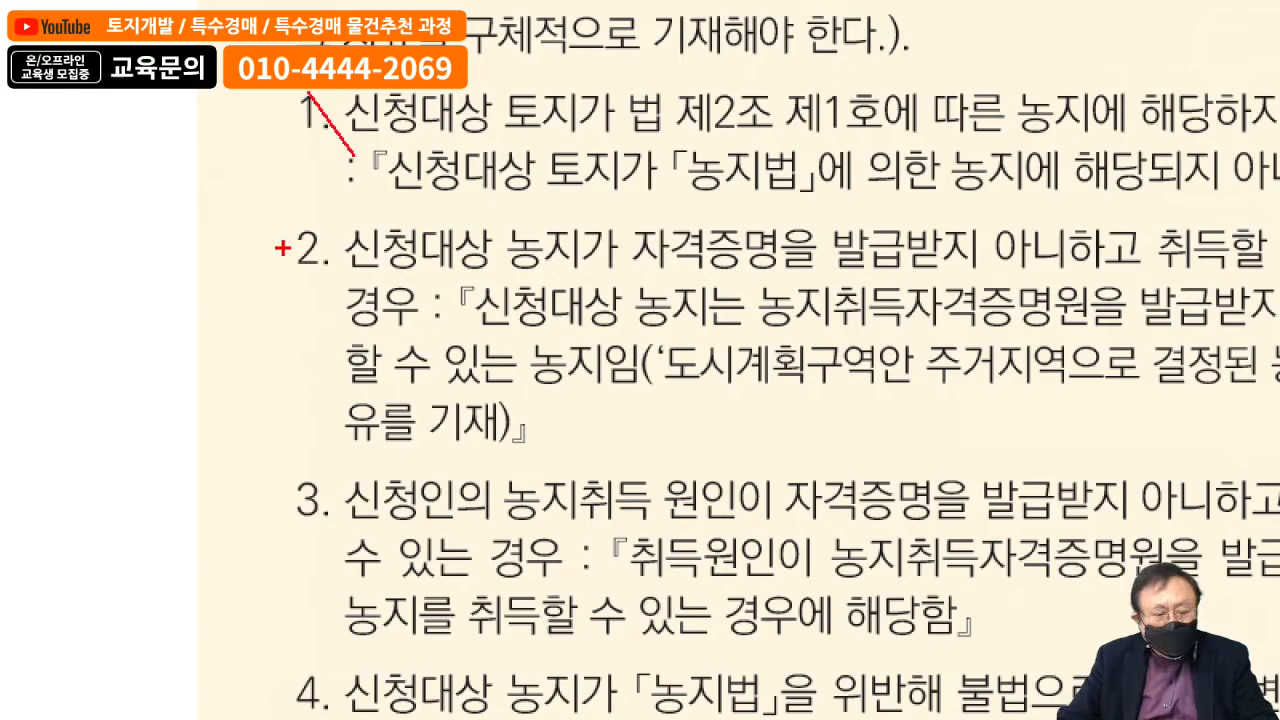 YouTube 토지개발 / 특수경매 / 특수경매 물건추천 과정
온/오프라인
교육생 모집중
교육문의
010-4444-2069
구체적으로 기재해야 한다.).
1. 신청대상 토지가 법 제2조 제1호에 따른 농지에 해당하지
: 『신청대상 토지가 「농지법」에 의한 농지에 해당되지
+2. 신청대상 농지가 자격증명을 발급받지 아니하고 취득할
경우 : 『신청대상 농지는 농지취득자격증명원을 발급받지
할 수 있는 농지임(‘도시계획구역안 주거지역으로 결정된
유를 기재)』
3. 신청인의 농지취득 원인이 자격증명을 발급받지 아니하고
수 있는 경우 : 『취득원인이 농지취득자격증명원을
농지를 취득할 수 있는 경우에 해당함』
4. 신청대상 농지가 「농지법」을 위반해